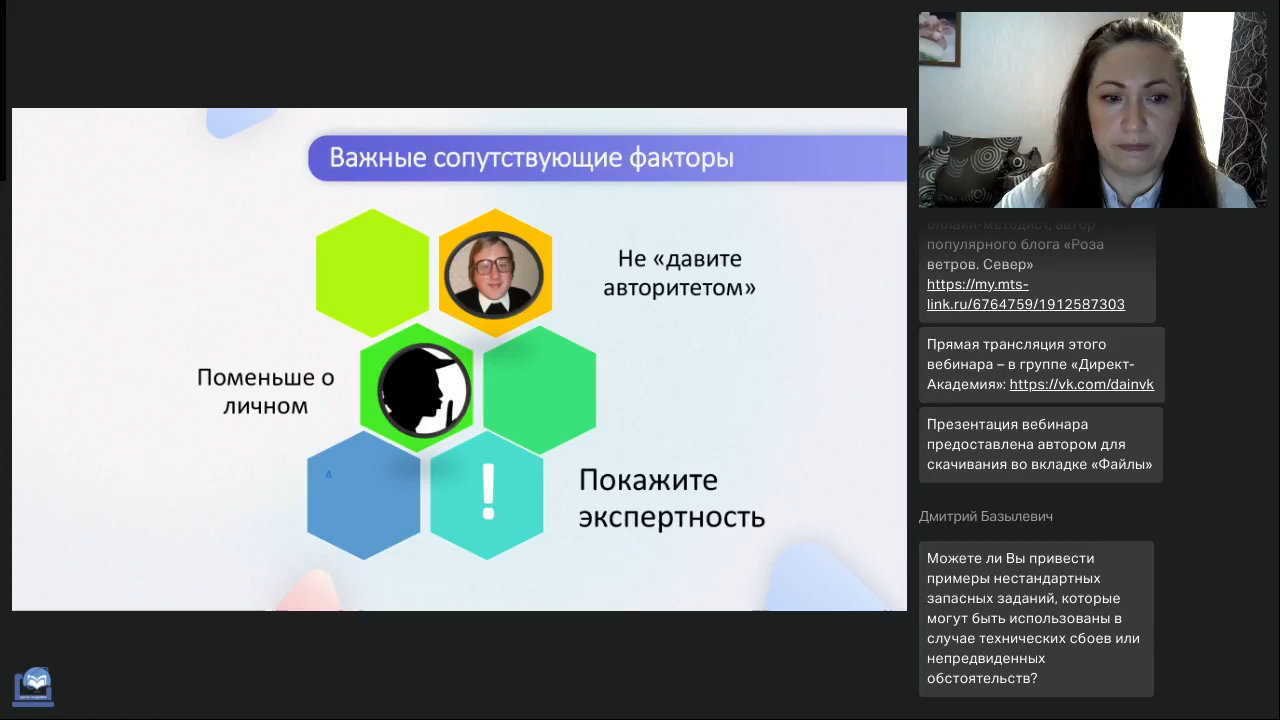 Важные сопутствующие факторы
Не «давите
авторитетом»
Поменьше о
личном
!
Покажите
экспертность
онлайн-методист, автор
популярного блога «Роза
ветров. Север»
https://my.mts-
link.ru/6764759/1912587303
Прямая трансляция этого
вебинара – в группе «Директ-
Академия»: https://vk.com/dainvk
Презентация вебинара
предоставлена автором для
скачивания во вкладке «Файлы»
Дмитрий Базылевич
Можете ли Вы привести
примеры нестандартных
запасных заданий, которые
могут быть использованы в
случае технических сбоев или
непредвиденных
обстоятельств?